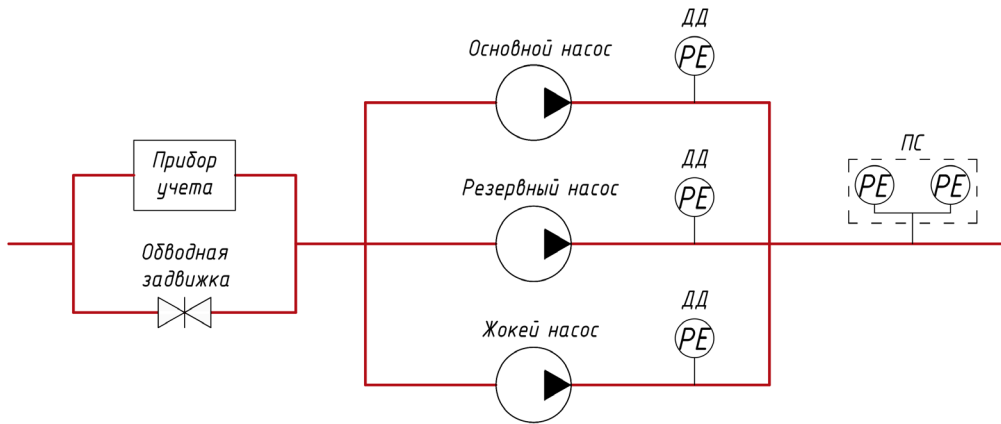 ДД
Основной насос
PE
ПС
Прибор
учета
ДД
PE
PE
Резервный насос
PE
Обводная
задвижка
ДД
Жокей насос
PE